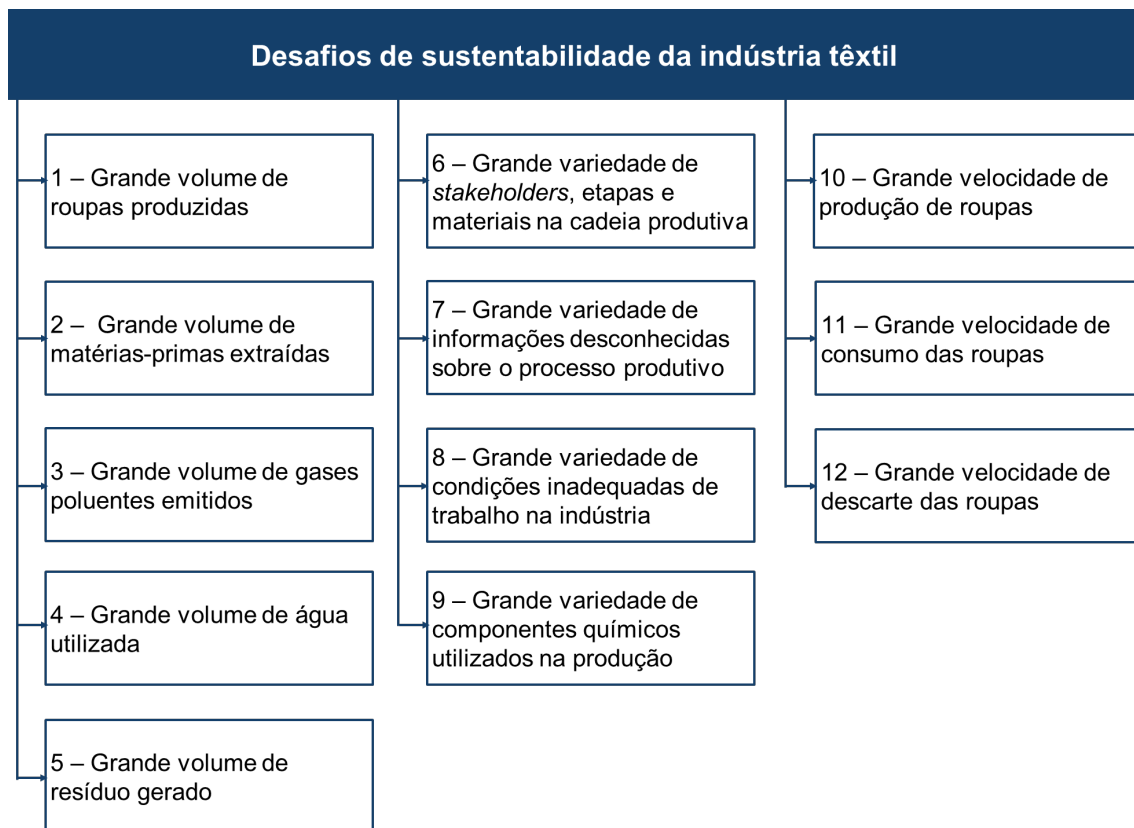 Desafios de sustentabilidade da indústria têxtil
1 – Grande volume de
roupas produzidas
2 –  Grande volume de
matérias-primas extraídas
3 – Grande volume de gases
poluentes emitidos
4 – Grande volume de água
utilizada
5 – Grande volume de
resíduo gerado
6 – Grande variedade de
stakeholders, etapas e
materiais na cadeia produtiva
7 – Grande variedade de
informações desconhecidas
sobre o processo produtivo
8 – Grande variedade de
condições inadequadas de
trabalho na indústria
9 – Grande variedade de
componentes químicos
utilizados na produção
10 – Grande velocidade de
produção de roupas
11 – Grande velocidade de
consumo das roupas
12 – Grande velocidade de
descarte das roupas